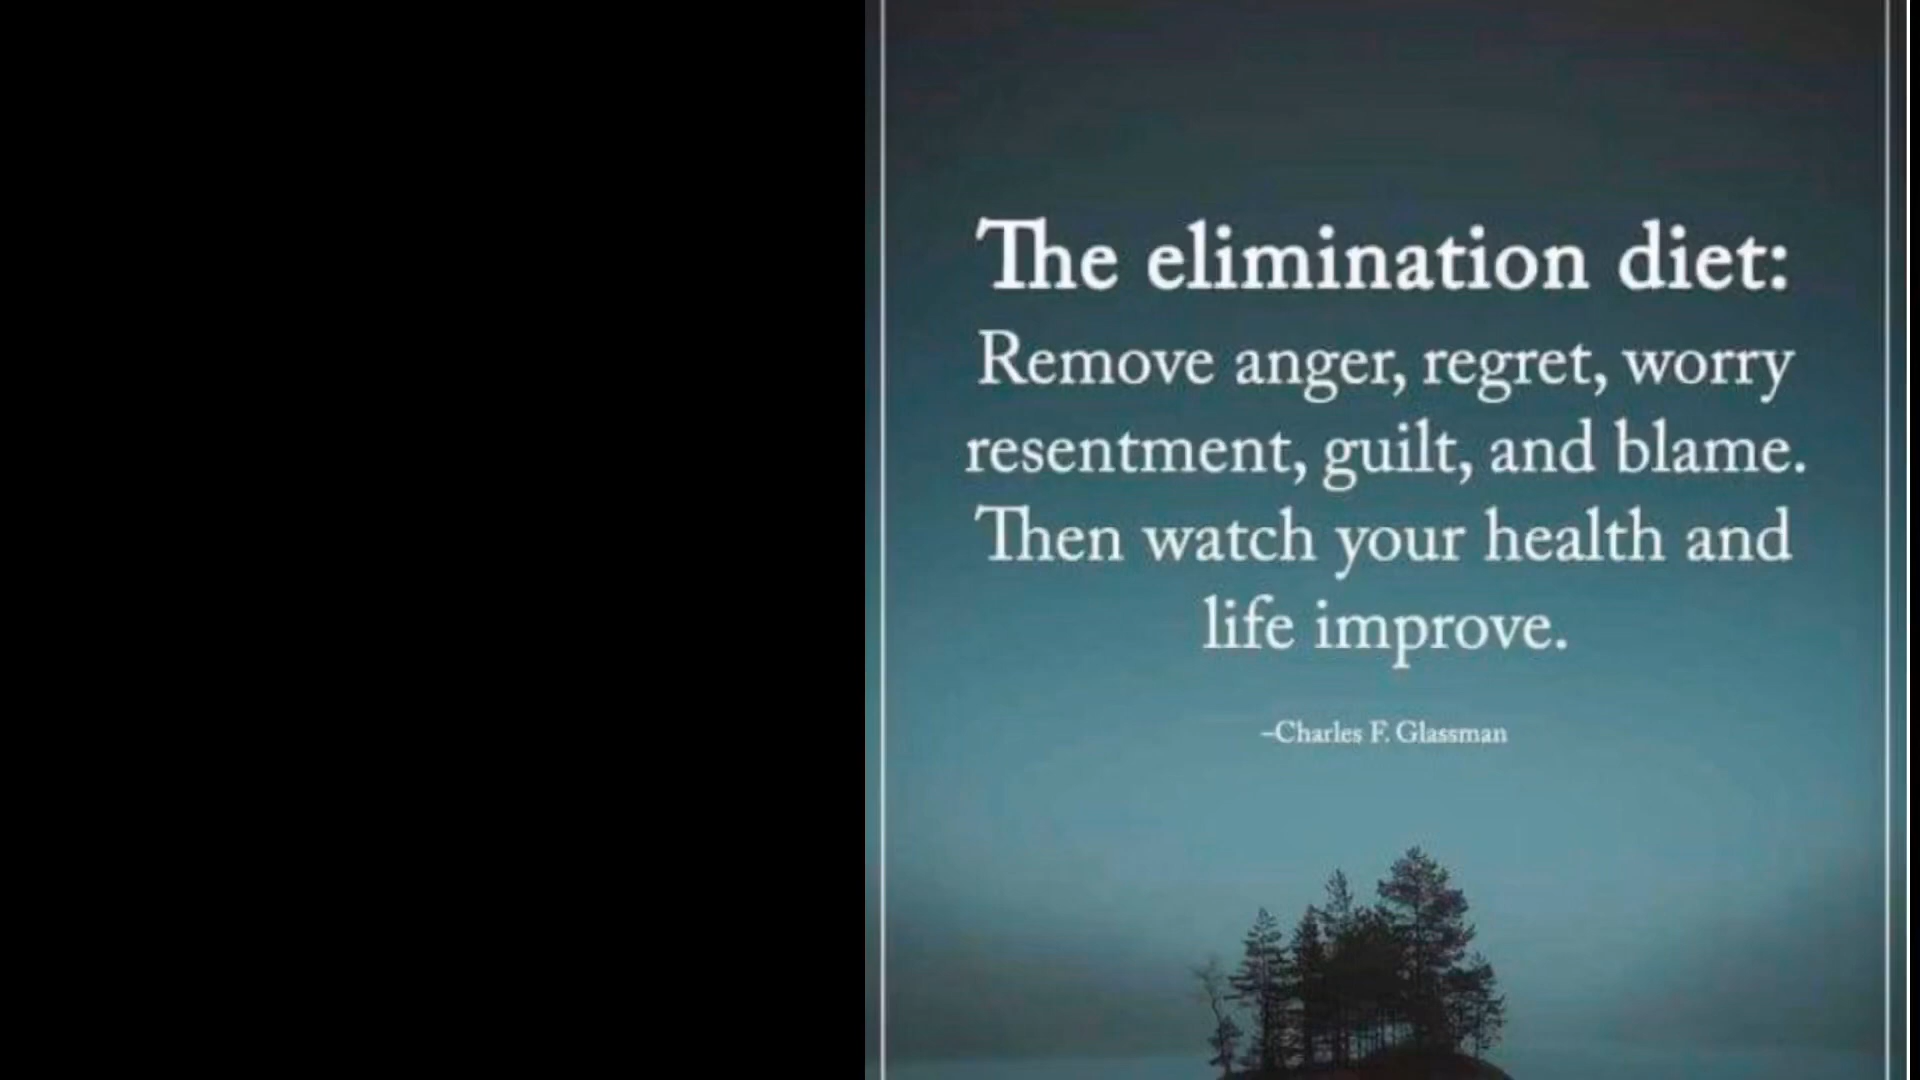 The elimination diet:
Remove anger, regret, worry
resentment, guilt, and blame.
Then watch your health and
life improve.
–Charles F. Glassman